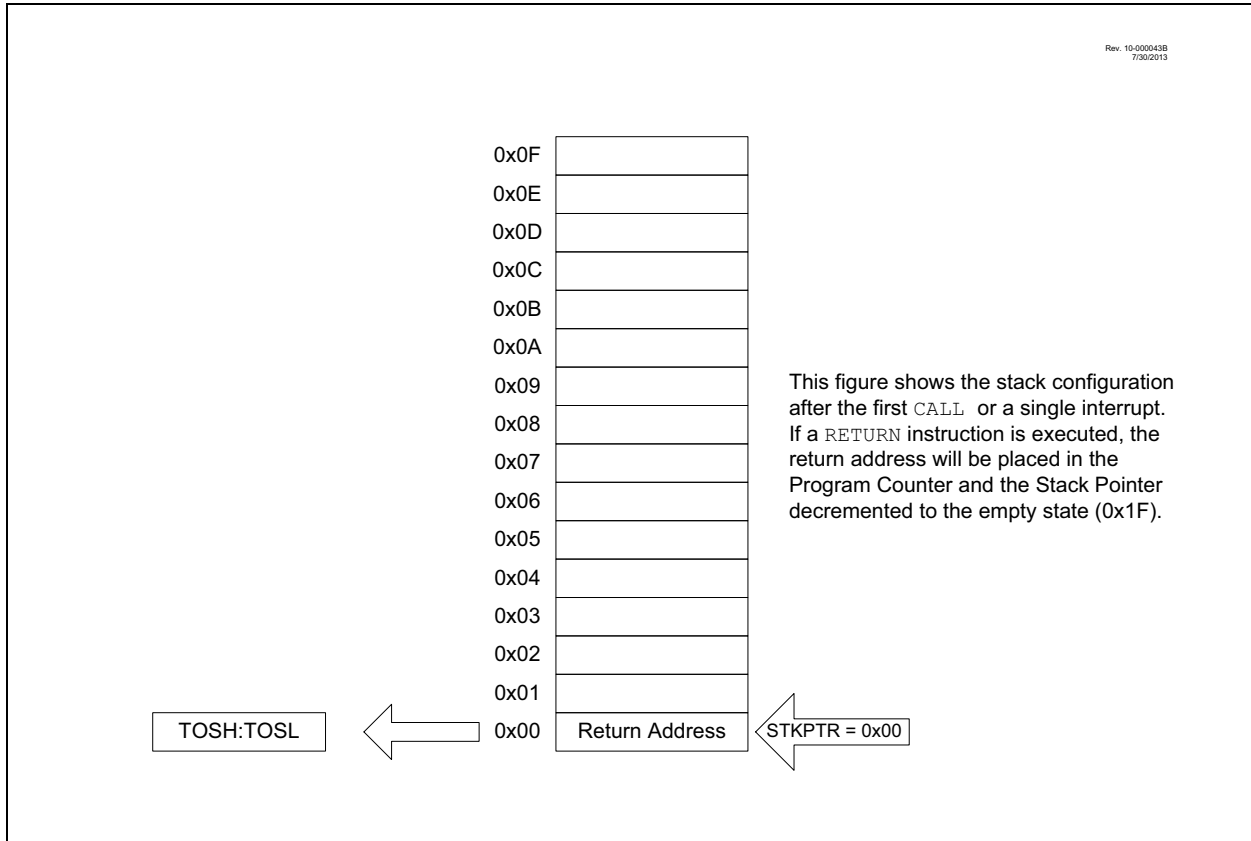 Rev. 10-000043B
7/30/2013
0x0F
0x0E
0x0D
0x0C
0x0B
0x0A
0x09
This figure shows the stack configuration
after the first CALL or a single interrupt.
If a RETURN instruction is executed, the
return address will be placed in the
Program Counter and the Stack Pointer
decremented to the empty state (0x1F).
0x08
0x07
0x06
0x05
0x04
0x03
0x02
0x01
TOSH:TOSL
0x00
Return Address
STKPTR = 0x00